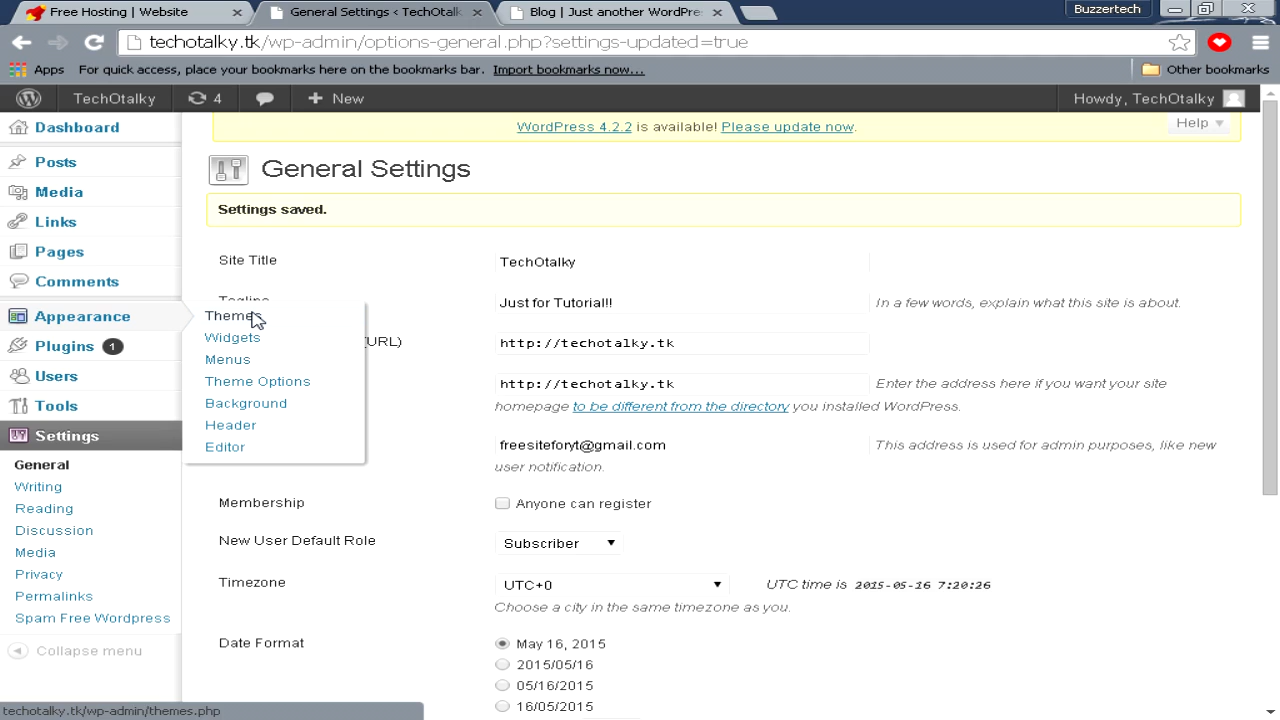 Free Hosting | Website
General Settings < TechOtalk
Blog | Just another WordPre
Buzzertech
techotalky.tk/wp-admin/options-general.php?settings-updated=true
Apps
For quick access, place your bookmarks here on the bookmarks bar. Import bookmarks now...
Other bookmarks
TechOtalky
4
New
Howdy, TechOtalky
Dashboard
Posts
Media
Links
Pages
Comments
Appearance
Plugins 1
Users
Tools
Settings
General
Writing
Reading
Discussion
Media
Privacy
Permalinks
Spam Free Wordpress
Collapse menu
Themes
Widgets
Menus
Theme Options
Background
Header
Editor
WordPress 4.2.2 is available! Please update now.
Help
General Settings
Settings saved.
Site Title
TechOtalky
Tagline
Just for Tutorial!!
In a few words, explain what this site is about.
(URL)
http://techotalky.tk
http://techotalky.tk
Enter the address here if you want your site
homepage to be different from the directory you installed WordPress.
freesiteforyt@gmail.com
This address is used for admin purposes, like new
user notification.
Membership
Anyone can register
New User Default Role
Subscriber
Timezone
UTC+0
UTC time is 2015-05-16 7:20:26
Choose a city in the same timezone as you.
Date Format
May 16, 2015
2015/05/16
05/16/2015
16/05/2015
techotalky.tk/wp-admin/themes.php